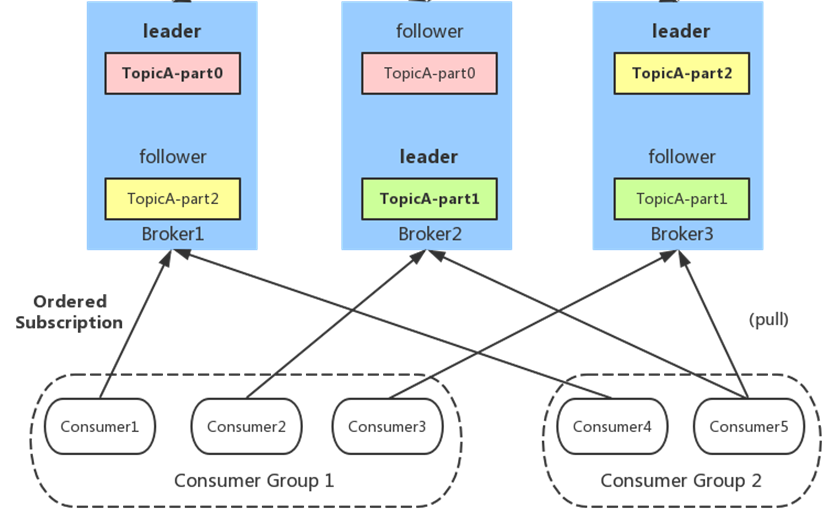 leader
TopicA-part0
follower
TopicA-part2
Broker1
follower
TopicA-part0
leader
TopicA-part1
Broker2
leader
TopicA-part2
follower
TopicA-part1
Broker3
Ordered
Subscription
(pull)
Consumer1
Consumer2
Consumer3
Consumer Group 1
Consumer4
Consumer5
Consumer Group 2